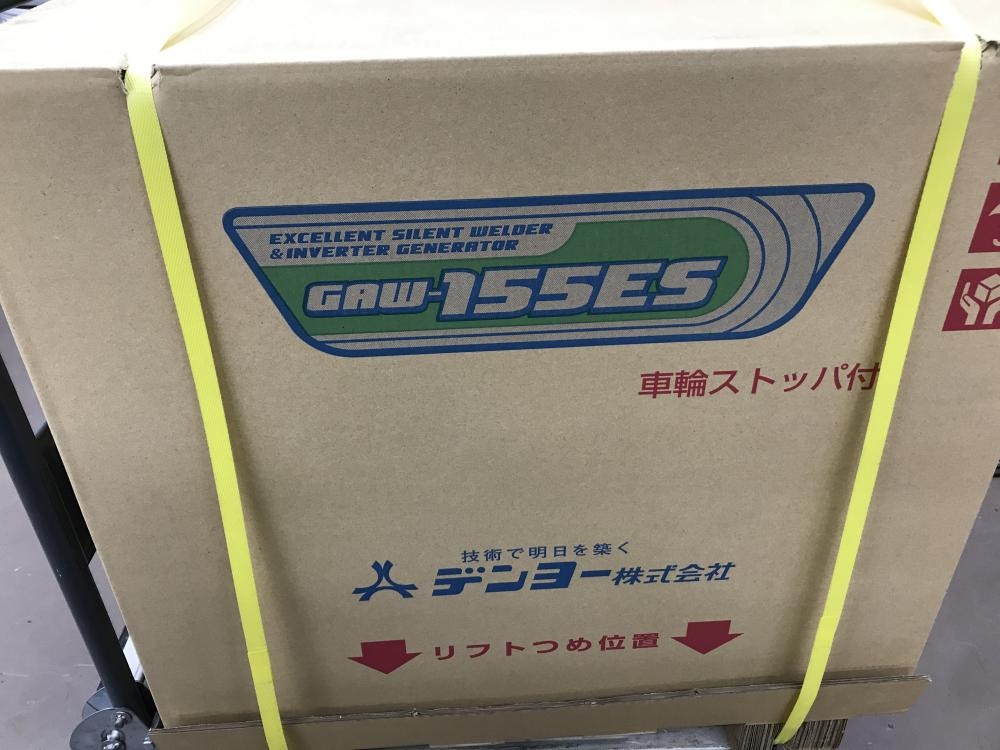 EXCELLENT SILENT WELDER
& INVERTER GENERATOR
GAW-155ES
車輪ストッパ付
技術で明日を築く
デンヨー株式会社
リフトつめ位置